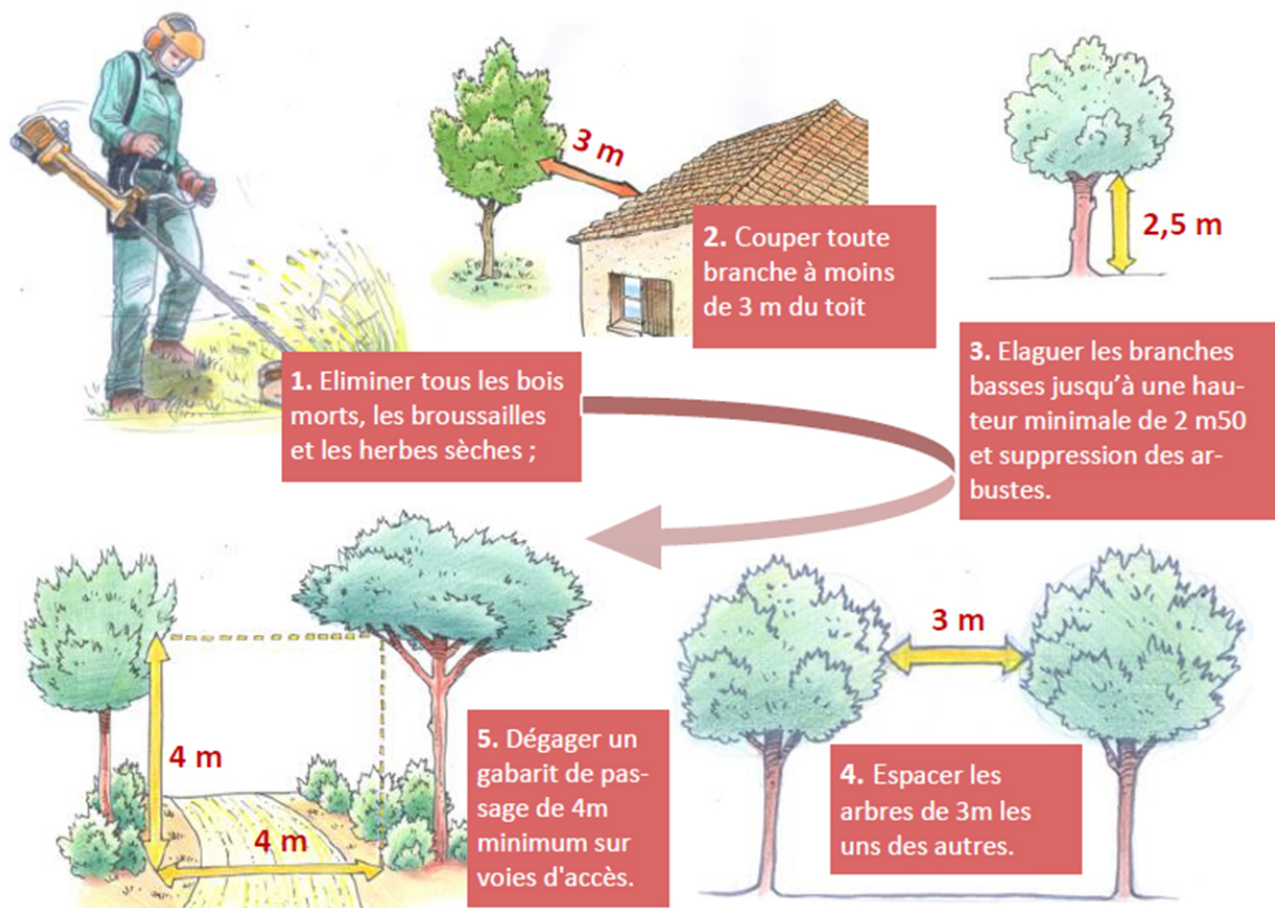 3 m
2. Couper toute
branche à moins
de 3 m du toit
2,5 m
1. Eliminer tous les bois
morts, les broussailles
et les herbes sèches ;
3. Elaguer les branches
basses jusqu'à une hau-
teur minimale de 2 m50
et suppression des ar-
bustes.
3 m
4. Espacer les
arbres de 3m les
uns des autres.
4 m
4 m
5. Dégager un
gabarit de pas-
sage de 4m
minimum sur
voies d'accès.